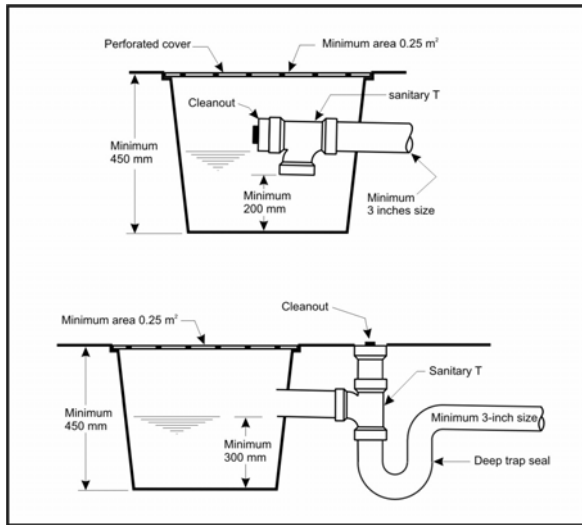 Perforated cover
Minimum area 0.25 m²
Cleanout
sanitary T
Minimum
450 mm
Minimum
200 mm
Minimum
3 inches size
Cleanout
Minimum area 0.25 m²
Sanitary T
Minimum
450 mm
Minimum 3-inch size
Minimum
300 mm
Deep trap seal